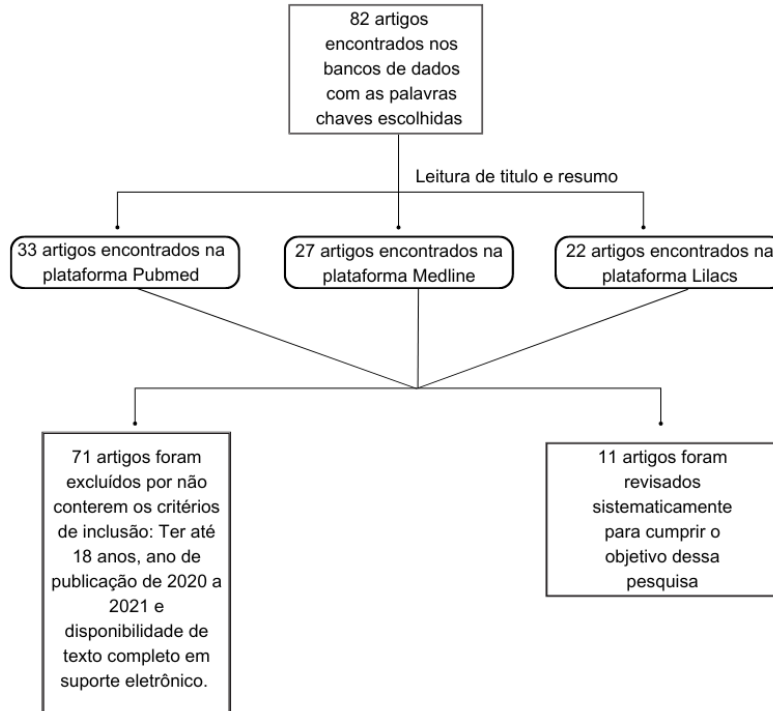 82 artigos
encontrados nos
bancos de dados
com as palavras
chaves escolhidas
Leitura de titulo e resumo
33 artigos encontrados na
plataforma Pubmed
27 artigos encontrados na
plataforma Medline
22 artigos encontrados na
plataforma Lilacs
71 artigos foram
excluídos por não
conterem os critérios
de inclusão: Ter até
18 anos, ano de
publicação de 2020 a
2021 e
disponibilidade de
texto completo em
suporte eletrônico.
11 artigos foram
revisados
sistematicamente
para cumprir o
objetivo dessa
pesquisa